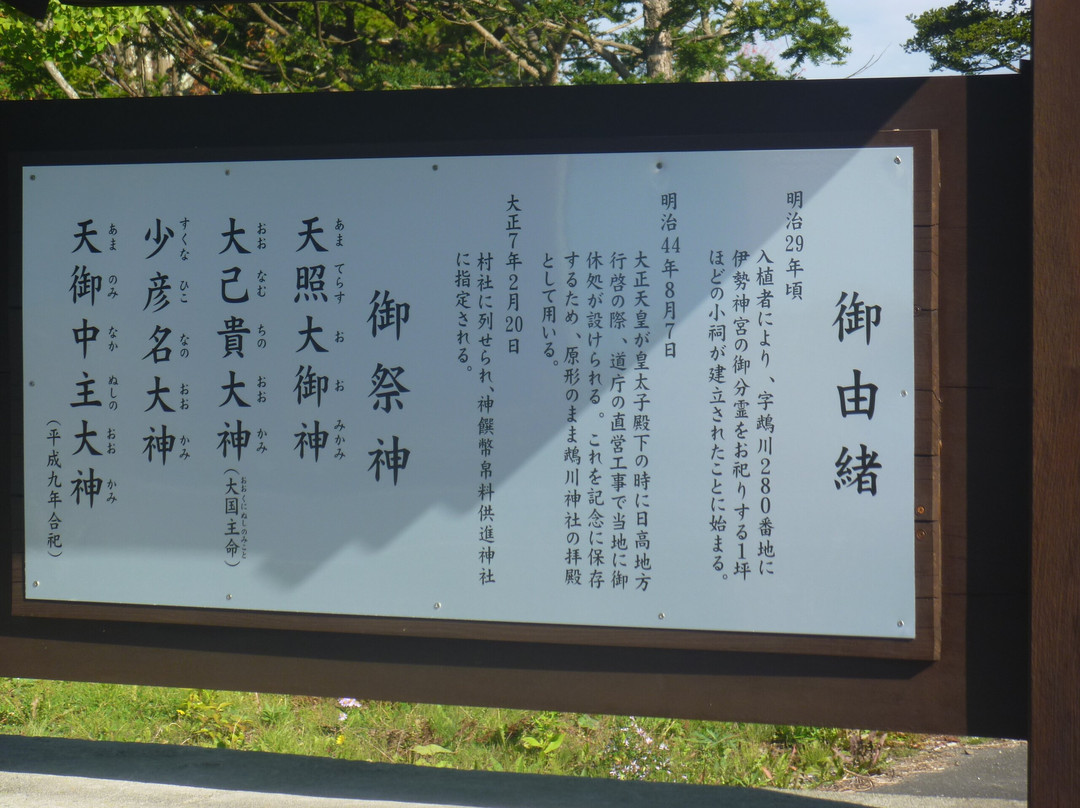 御由緒
明治29年頃
入植者により、字鵡川280番地に
伊勢神宮の御分霊をお祀りする1坪
ほどの小祠が建立されたことに始まる。
明治44年8月7日
大正天皇が皇太子殿下の時に日高地方
行啓の際、道庁の直営工事で当地に御
休処が設けられる。これを記念に保存
するため、原形のまま鵡川神社の拝殿
として用いる。
大正7年2月20日
村社に列せられ、神饌幣帛料供進神社
に指定される。
御祭神
天照大御神
あまてらすおおみかみ
大己貴大神(大国主命)
おおなむちのおおかみ
おおくにぬしのみこと
少彦名大神
すくなひこなのおおかみ
天御中主大神
あまのみなかぬしのおおかみ
(平成九年合祀)